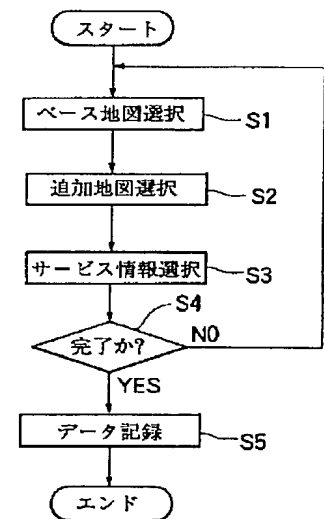 スタート
ベース地図選択
S1
追加地図選択
S2
サービス情報選択
S3
S4
完了か?
NO
YES
データ記録
S5
エンド